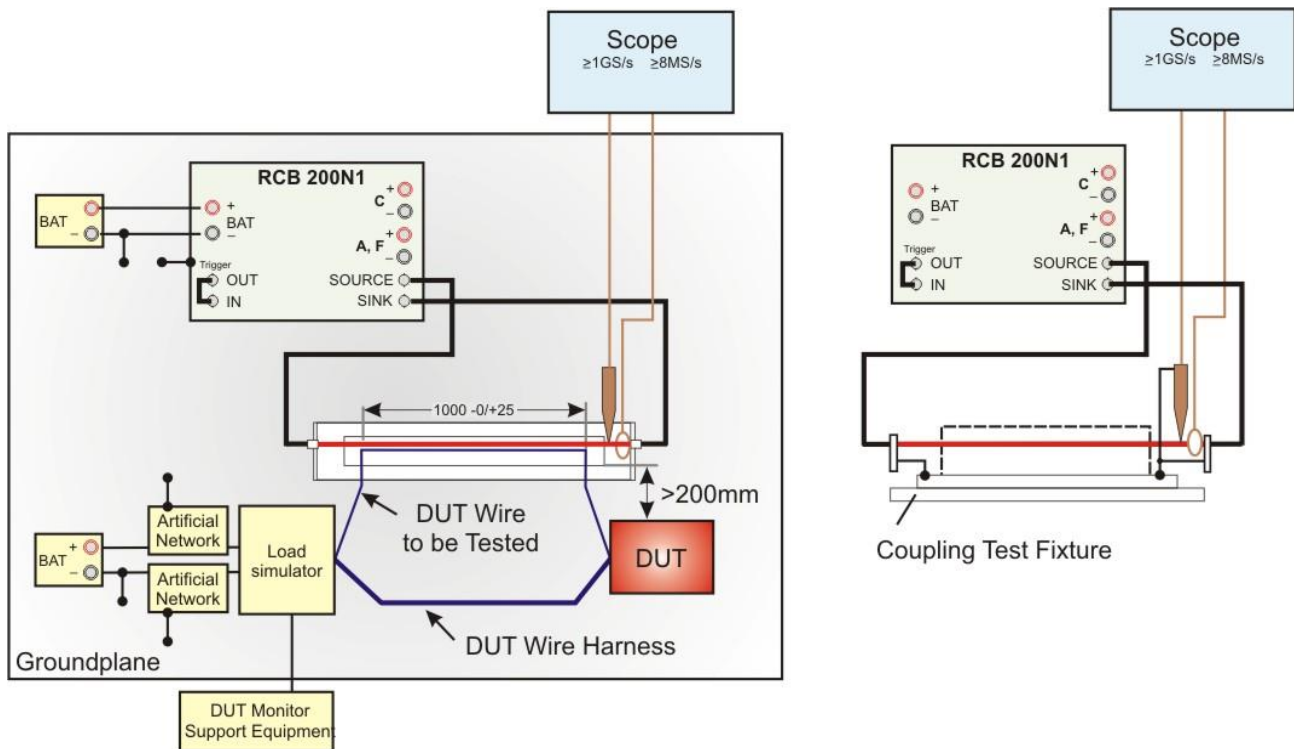 Scope
≥1GS/s ≥8MS/s
RCB 200N1
BAT
–
+
BAT
–
Trigger
OUT
IN
+
C
–
+
A, F
–
SOURCE
SINK
1000 -0/+25
>200mm
DUT Wire
to be Tested
DUT
Artificial
Network
BAT
+
–
Artificial
Network
Load
simulator
DUT Wire Harness
Groundplane
DUT Monitor
Support Equipment
Scope
≥1GS/s ≥8MS/s
RCB 200N1
+
BAT
–
Trigger
OUT
IN
+
C
–
+
A, F
–
SOURCE
SINK
Coupling Test Fixture